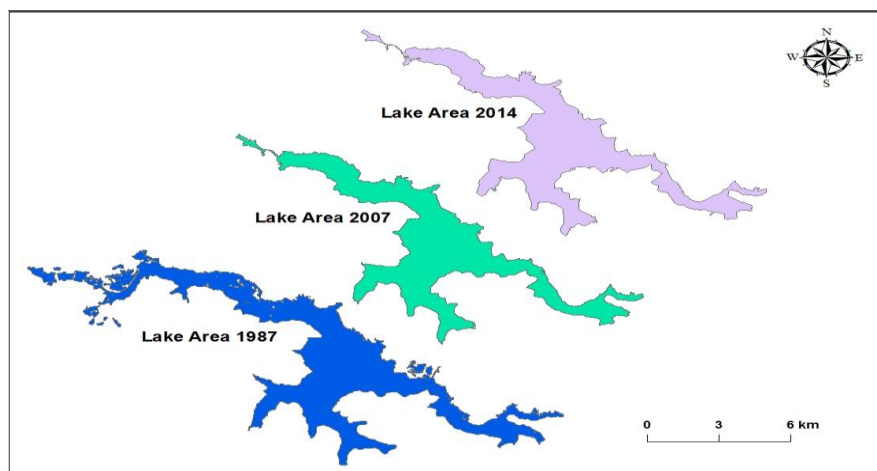 N
W E
S
Lake Area 2014
Lake Area 2007
Lake Area 1987
0 3 6 km